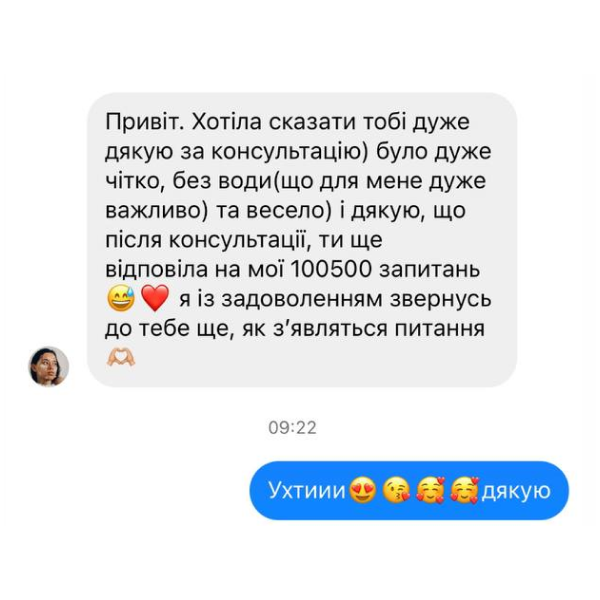 Привіт. Хотіла сказати тобі дуже
дякую за консультацію) було дуже
чітко, без води(що для мене дуже
важливо) та весело) і дякую, що
після консультації, ти ще
відповіла на мої 100500 запитань
😅❤️ я із задоволенням звернусь
до тебе ще, як зʼявляться питання
🫶🏼
09:22
Ухтиии😍😘🥰🥰дякую